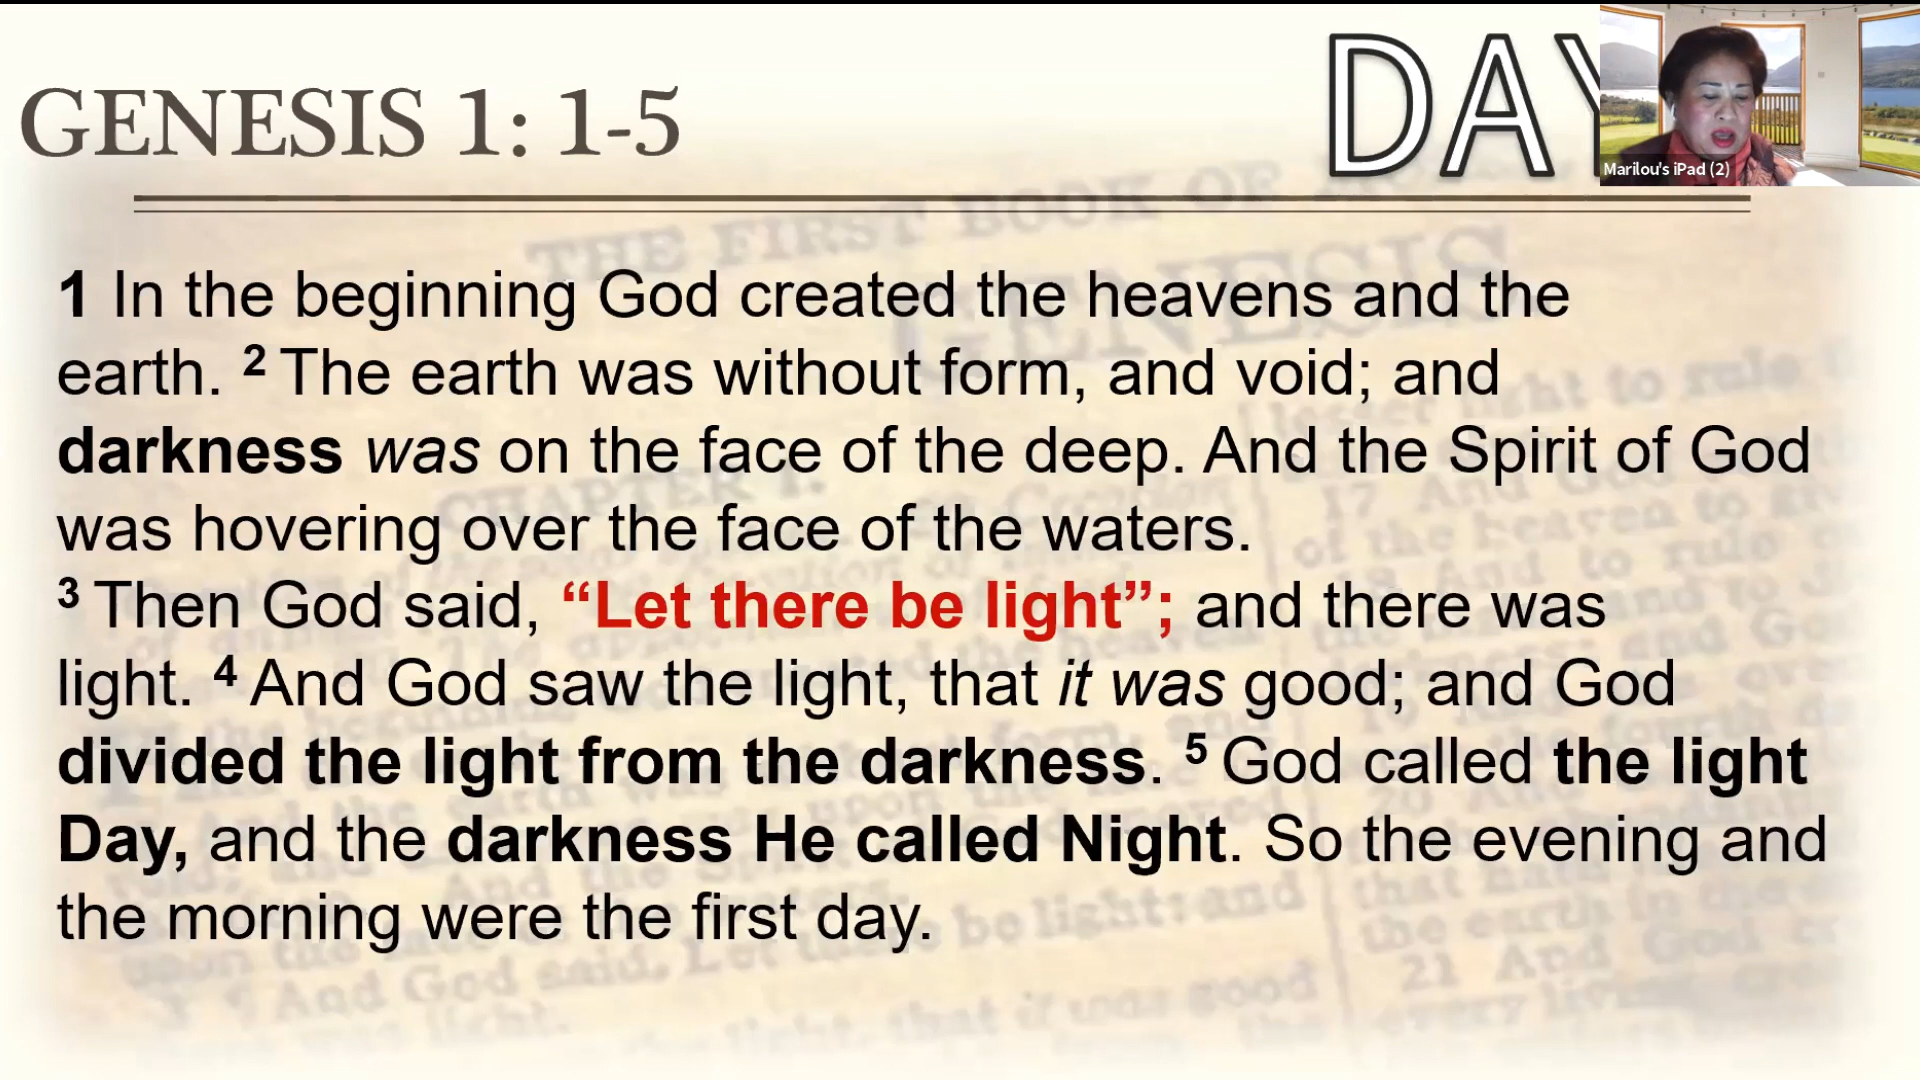 GENESIS 1: 1-5
DAY
Marilou's iPad (2)
THE FIRST BOOK OF
GENESIS
1 In the beginning God created the heavens and the
earth. 2 The earth was without form, and void; and
darkness was on the face of the deep. And the Spirit of God
was hovering over the face of the waters.
3 Then God said, “Let there be light”; and there was
light. 4 And God saw the light, that it was good; and God
divided the light from the darkness. 5 God called the light
Day, and the darkness He called Night. So the evening and
the morning were the first day.